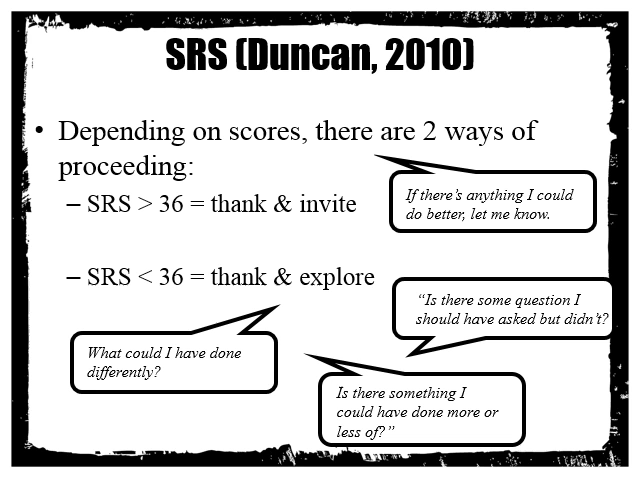 SRS (Duncan, 2010)
• Depending on scores, there are 2 ways of
proceeding:
– SRS > 36 = thank & invite
If there’s anything I could
do better, let me know.
– SRS < 36 = thank & explore
“Is there some question I
should have asked but didn’t?
What could I have done
differently?
Is there something I
could have done more or
less of?”